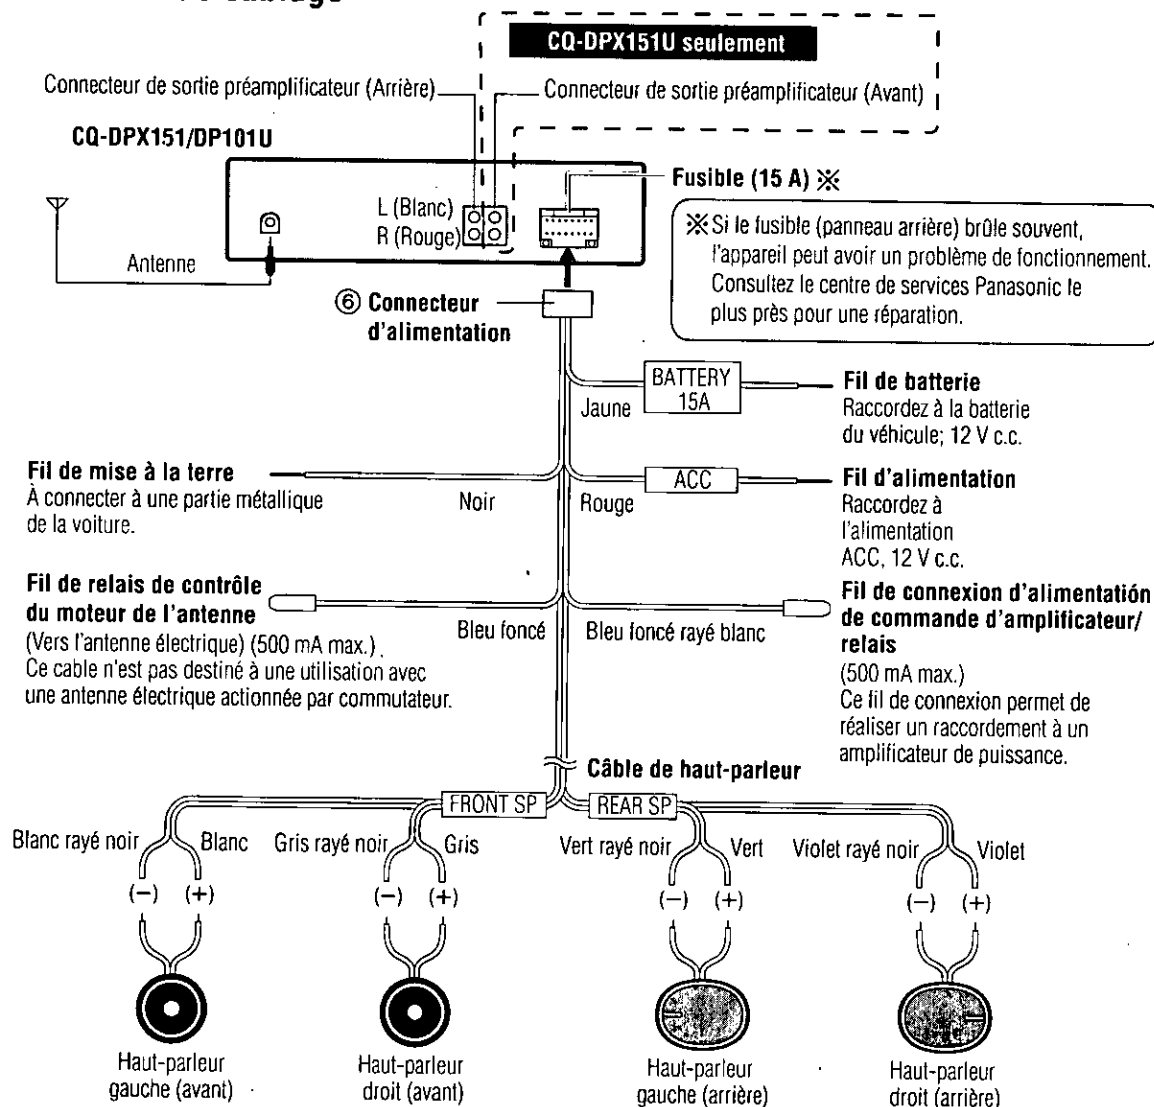 câblage
CQ-DPX151U seulement
Connecteur de sortie préamplificateur (Arrière)
Connecteur de sortie préamplificateur (Avant)
CQ-DPX151/DP101U
Fusible (15 A) ※
L (Blanc)
R (Rouge)
Antenne
※ Si le fusible (panneau arrière) brûle souvent,
l'appareil peut avoir un problème de fonctionnement.
Consultez le centre de services Panasonic le
plus près pour une réparation.
⑥ Connecteur
d'alimentation
BATTERY
15A
Jaune
Fil de batterie
Raccordez à la batterie
du véhicule; 12 V c.c.
Fil de mise à la terre
À connecter à une partie métallique
de la voiture.
Noir
Rouge
ACC
Fil d'alimentation
Raccordez à
l'alimentation
ACC, 12 V c.c.
Fil de relais de contrôle
du moteur de l'antenne
(Vers l'antenne électrique) (500 mA max.).
Ce cable n'est pas destiné à une utilisation avec
une antenne électrique actionnée par commutateur.
Bleu foncé
Bleu foncé rayé blanc
Fil de connexion d'alimentatión
de commande d'amplificateur/
relais
(500 mA max.)
Ce fil de connexion permet de
réaliser un raccordement à un
amplificateur de puissance.
Câble de haut-parleur
FRONT SP
REAR SP
Blanc rayé noir
Blanc
Gris rayé noir
Gris
Vert rayé noir
Vert
Violet rayé noir
Violet
(−) (+)
(−) (+)
(−) (+)
(−) (+)
Haut-parleur
gauche (avant)
Haut-parleur
droit (avant)
Haut-parleur
gauche (arrière)
Haut-parleur
droit (arrière)